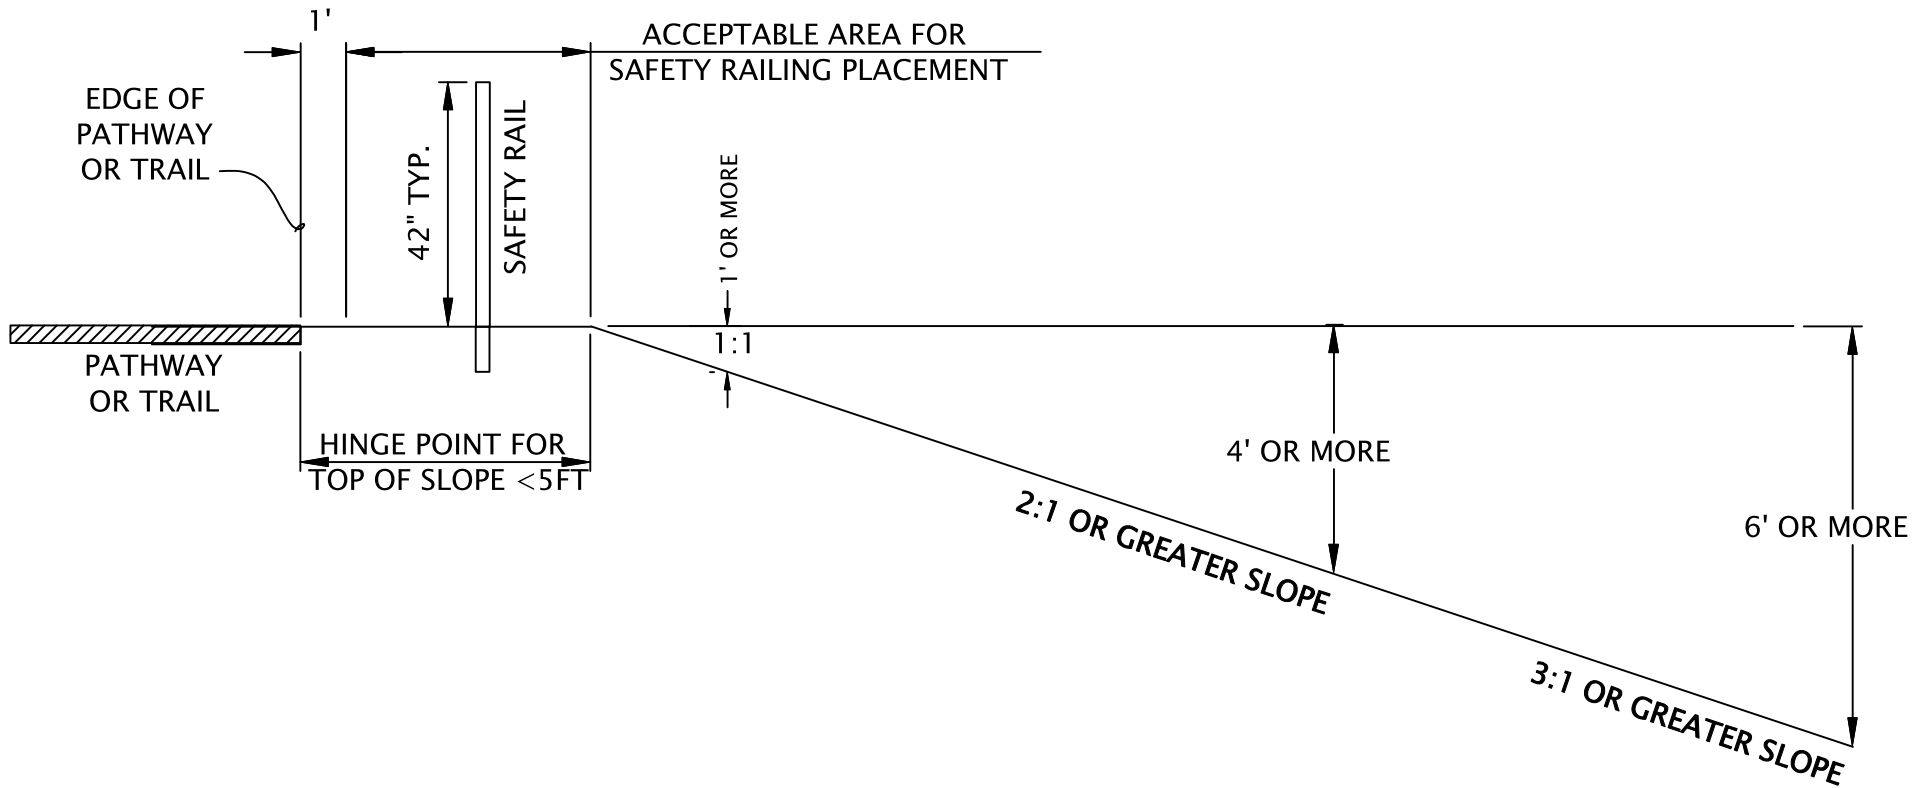 1'
ACCEPTABLE AREA FOR
SAFETY RAILING PLACEMENT
EDGE OF
PATHWAY
OR TRAIL
42" TYP.
SAFETY RAIL
1' OR MORE
1:1
PATHWAY
OR TRAIL
HINGE POINT FOR
TOP OF SLOPE <5FT
4' OR MORE
2:1 OR GREATER SLOPE
6' OR MORE
3:1 OR GREATER SLOPE